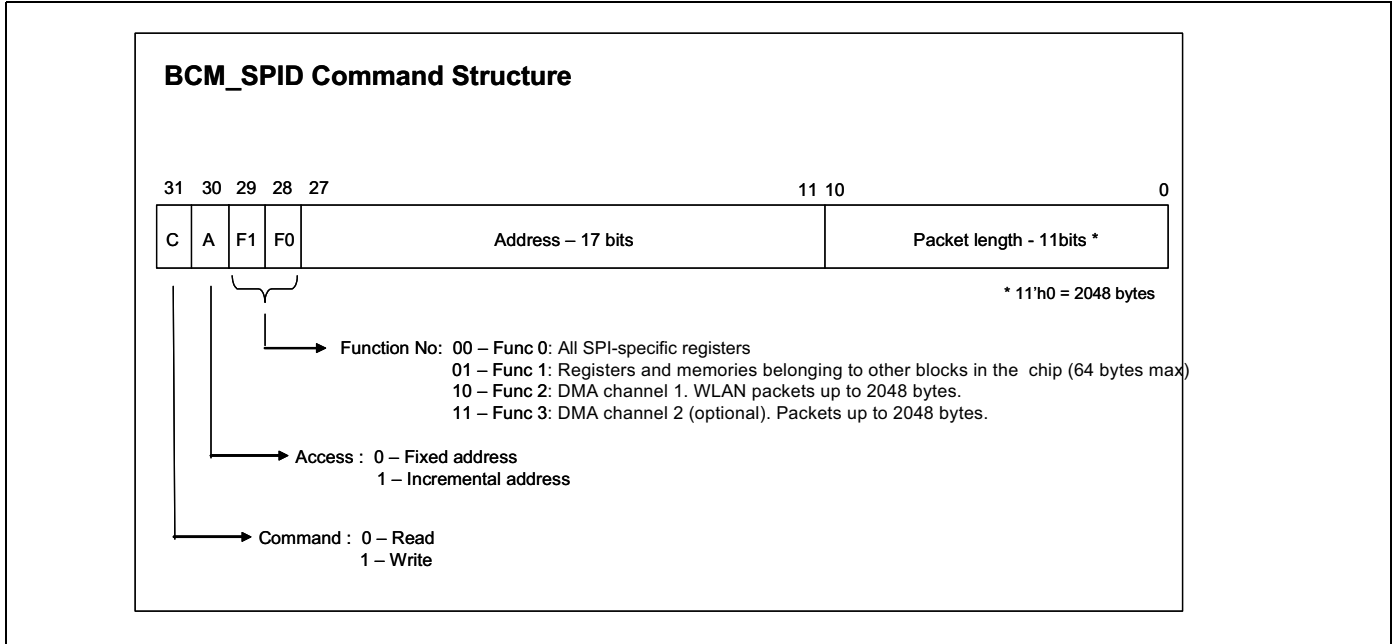 BCM_SPID Command Structure
31 30 29 28 27 11 10 0
C A F1 F0 Address – 17 bits Packet length - 11bits *
* 11'h0 = 2048 bytes
Function No: 00 – Func 0: All SPI-specific registers
01 – Func 1: Registers and memories belonging to other blocks in the chip (64 bytes max)
10 – Func 2: DMA channel 1. WLAN packets up to 2048 bytes.
11 – Func 3: DMA channel 2 (optional). Packets up to 2048 bytes.
Access : 0 – Fixed address
1 – Incremental address
Command : 0 – Read
1 – Write